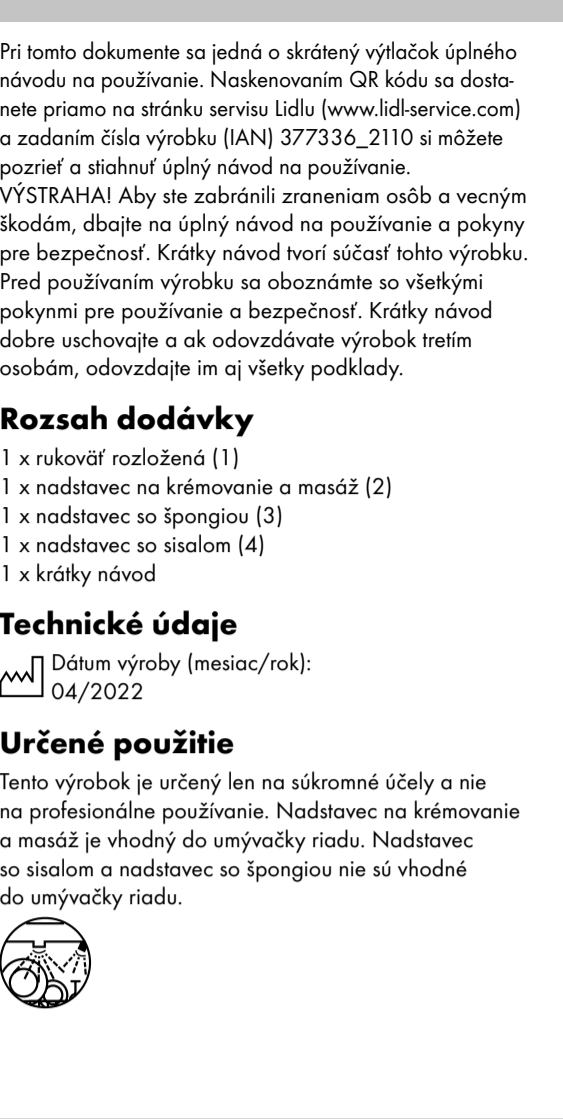 Pri tomto dokumente sa jedná o skrátený výtlačok úplného
návodu na používanie. Naskenovaním QR kódu sa dosta-
nete priamo na stránku servisu Lidlu (www.lidl-service.com)
a zadaním čísla výrobku (IAN) 377336_2110 si môžete
pozrieť a stiahnuť úplný návod na používanie.
VÝSTRAHA! Aby ste zabránili zraneniam osôb a vecným
škodám, dbajte na úplný návod na používanie a pokyny
pre bezpečnosť. Krátky návod tvorí súčasť tohto výrobku.
Pred používaním výrobku sa oboznámte so všetkými
pokynmi pre používanie a bezpečnosť. Krátky návod
dobre uschovajte a ak odovzdávate výrobok tretím
osobám, odovzdajte im aj všetky podklady.
Rozsah dodávky
1 x rukoväť rozložená (1)
1 x nadstavec na krémovanie a masáž (2)
1 x nadstavec so špongiou (3)
1 x nadstavec so sisalom (4)
1 x krátky návod
Technické údaje
Dátum výroby (mesiac/rok):
04/2022
Určené použitie
Tento výrobok je určený len na súkromné účely a nie
na profesionálne používanie. Nadstavec na krémovanie
a masáž je vhodný do umývačky riadu. Nadstavec
so sisalom a nadstavec so špongiou nie sú vhodné
do umývačky riadu.